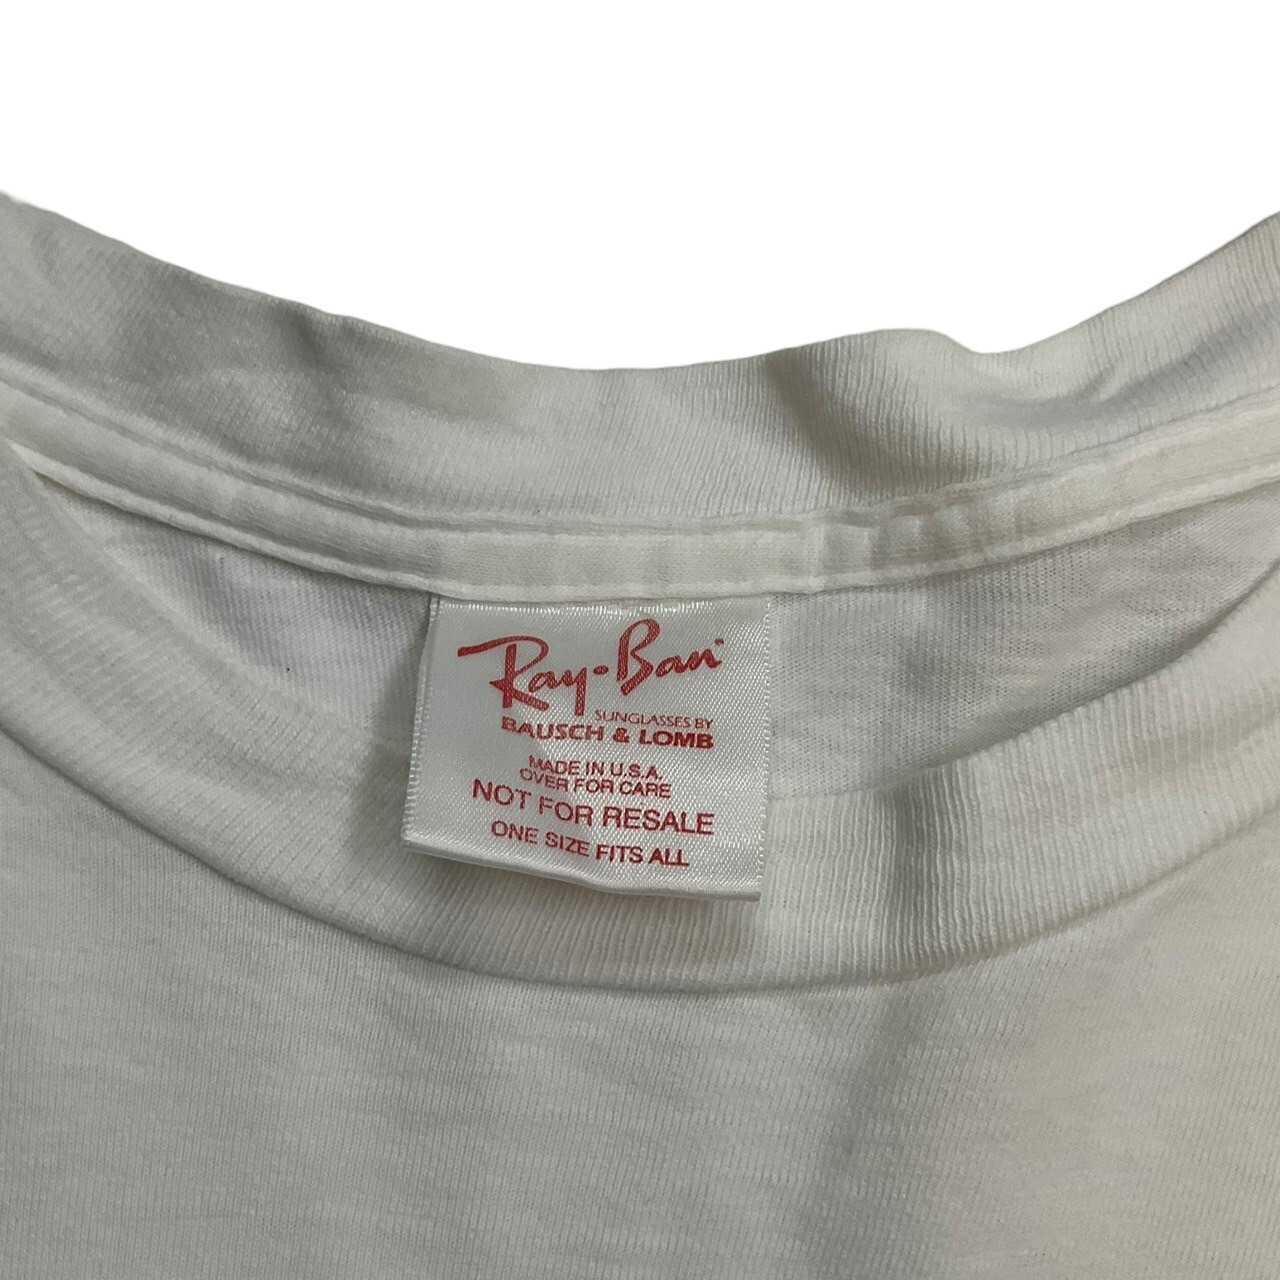 Ray-Ban
SUNGLASSES BY
BAUSCH & LOMB
MADE IN U.S.A.
OVER FOR CARE
NOT FOR RESALE
ONE SIZE FITS ALL